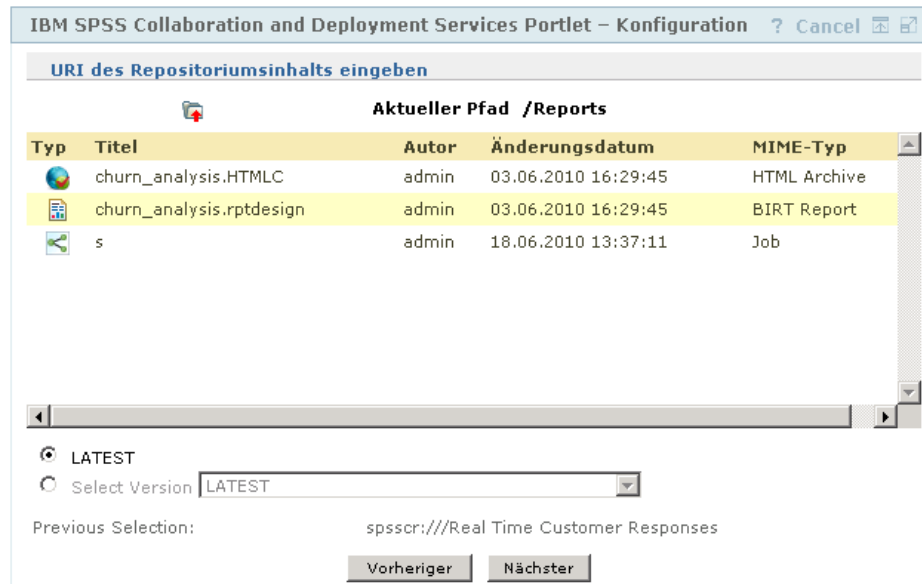 IBM SPSS Collaboration and Deployment Services Portlet – Konfiguration ? Cancel
URI des Repositoriumsinhalts eingeben
Aktueller Pfad /Reports
Typ Titel Autor Änderungsdatum MIME-Typ
churn_analysis.HTMLC admin 03.06.2010 16:29:45 HTML Archive
churn_analysis.rptdesign admin 03.06.2010 16:29:45 BIRT Report
s admin 18.06.2010 13:37:11 Job
LATEST
Select Version LATEST
Previous Selection: spsscr:///Real Time Customer Responses
Vorheriger Nächster